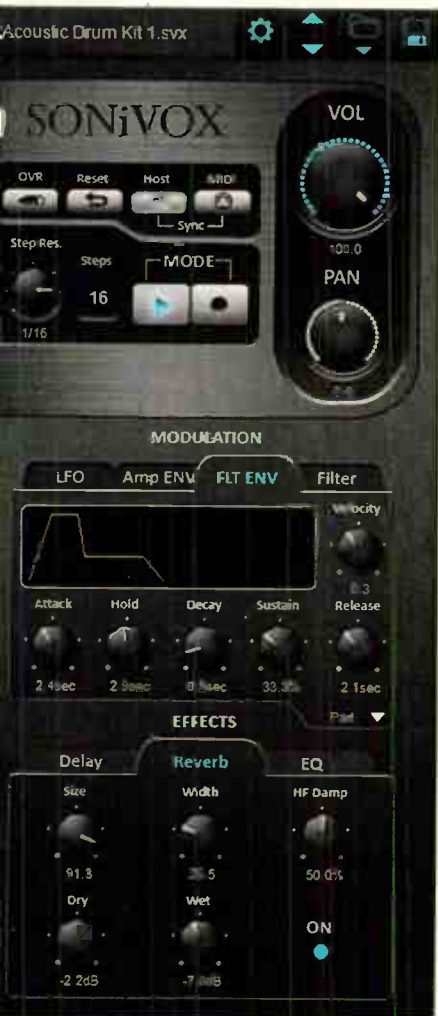 Acoustic Drum Kit 1.svx
SONiVOX
VOL
OVR Reset Host MIDI
Sync
100.0
Step Res. Steps MODE
16
1/16
PAN
MODULATION
LFO Amp ENV FLT ENV Filter
Velocity
Attack Hold Decay Sustain Release
2.1sec
EFFECTS
Delay Reverb EQ
Size Width HF Damp
91.3 50.0%
Dry Wet
ON
-2.2dB